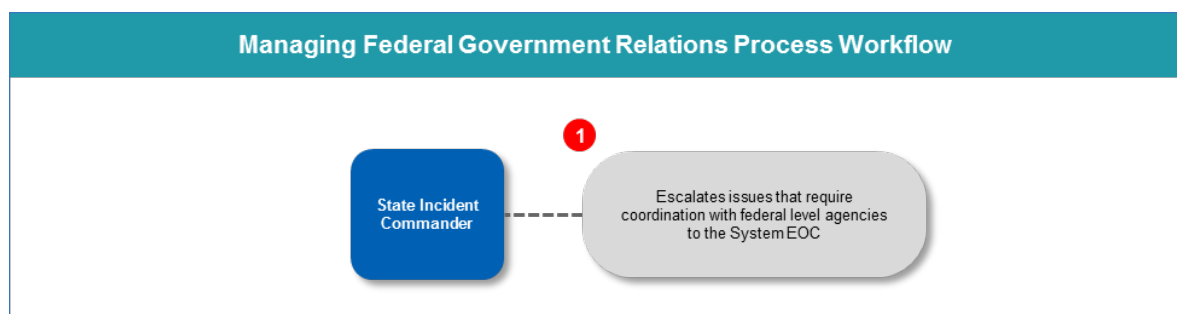 Managing Federal Government Relations Process Workflow
1
State Incident
Commander
Escalates issues that require
coordination with federal level agencies
to the System EOC